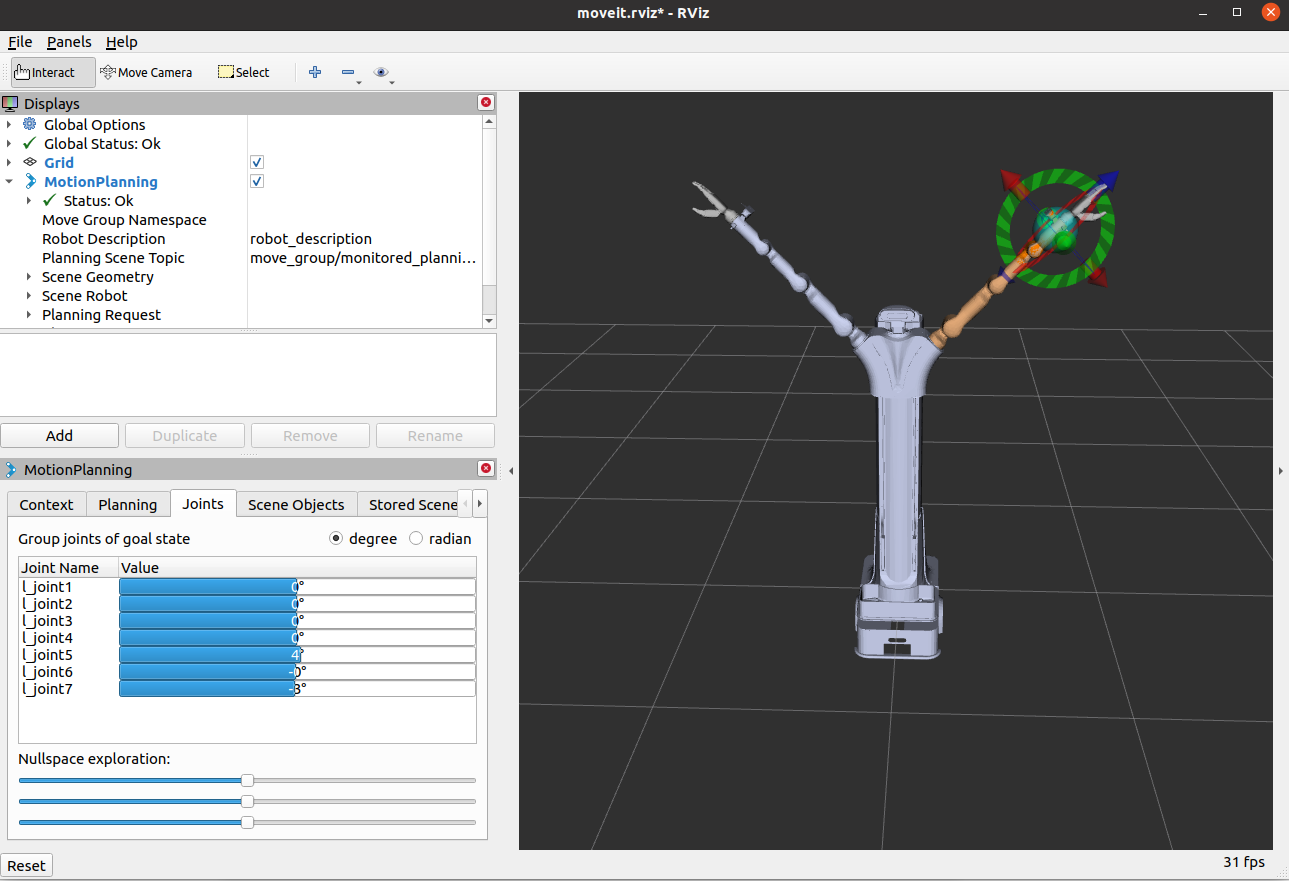 moveit.rviz* - RViz
File Panels Help
Interact Move Camera Select
Displays
Global Options
Global Status: Ok
Grid
MotionPlanning
Status: Ok
Move Group Namespace
Robot Description robot_description
Planning Scene Topic move_group/monitored_planni...
Scene Geometry
Scene Robot
Planning Request
Add Duplicate Remove Rename
MotionPlanning
Context Planning Joints Scene Objects Stored Scene
Group joints of goal state degree radian
Joint Name Value
l_joint1 0°
l_joint2 0°
l_joint3 0°
l_joint4 0°
l_joint5 4°
l_joint6 -0°
l_joint7 -3°
Nullspace exploration:
Reset
31 fps